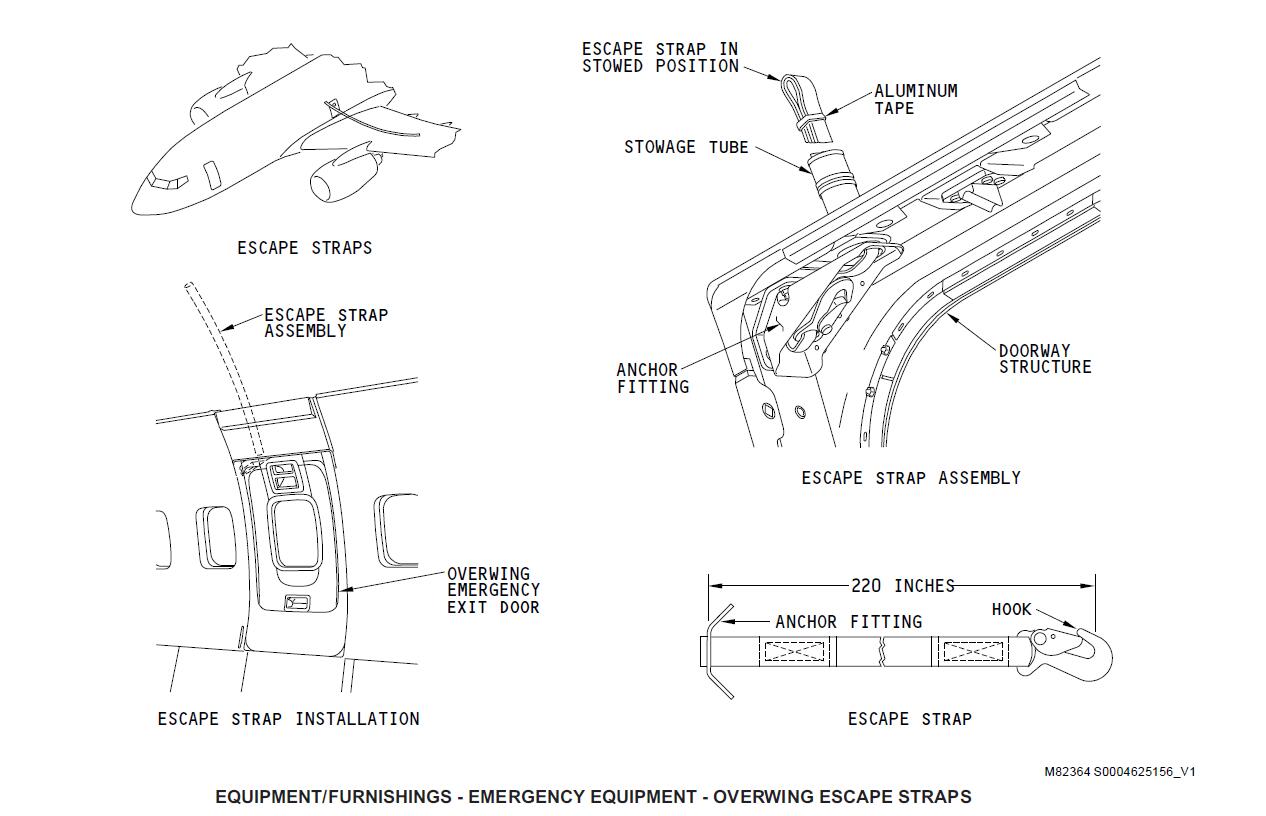 ESCAPE STRAPS
ESCAPE STRAP
ASSEMBLY
OVERWING
EMERGENCY
EXIT DOOR
ESCAPE STRAP INSTALLATION
ESCAPE STRAP IN
STOWED POSITION
ALUMINUM
TAPE
STOWAGE TUBE
ANCHOR
FITTING
DOORWAY
STRUCTURE
ESCAPE STRAP ASSEMBLY
220 INCHES
HOOK
ANCHOR FITTING
ESCAPE STRAP
M82364 S0004625156_V1
EQUIPMENT/FURNISHINGS - EMERGENCY EQUIPMENT - OVERWING ESCAPE STRAPS